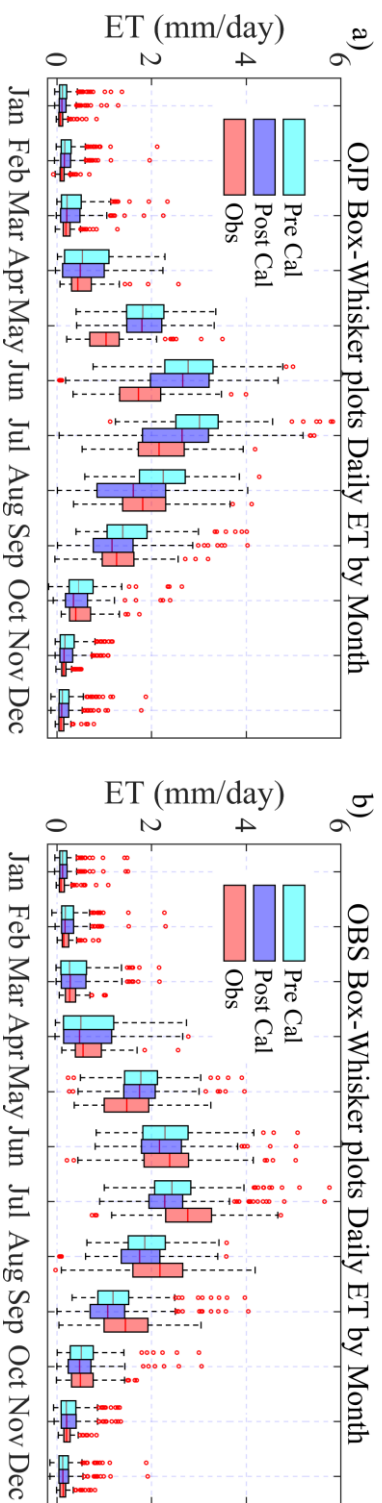 a) OJP Box-Whisker plots Daily ET by Month
ET (mm/day)
6
4
2
0
Pre Cal
Post Cal
Obs
Jan Feb Mar Apr May Jun Jul Aug Sep Oct Nov Dec
b) OBS Box-Whisker plots Daily ET by Month
ET (mm/day)
6
4
2
0
Pre Cal
Post Cal
Obs
Jan Feb Mar Apr May Jun Jul Aug Sep Oct Nov Dec